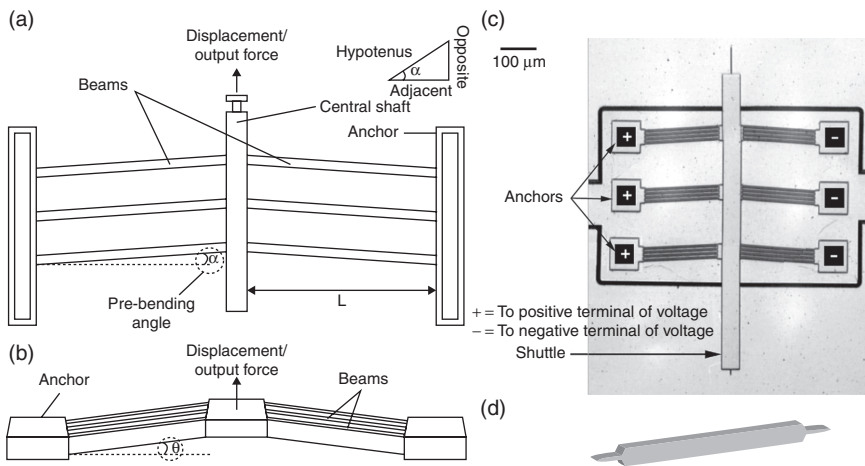 (a)
Displacement/
output force
Hypotenus
Opposite
α
Adjacent
Beams
Central shaft
Anchor
α
Pre-bending
angle
L
(b)
Displacement/
output force
Anchor
Beams
θ
(c)
100 μm
+
-
+
-
+
-
Anchors
+ = To positive terminal of voltage
− = To negative terminal of voltage
Shuttle
(d)